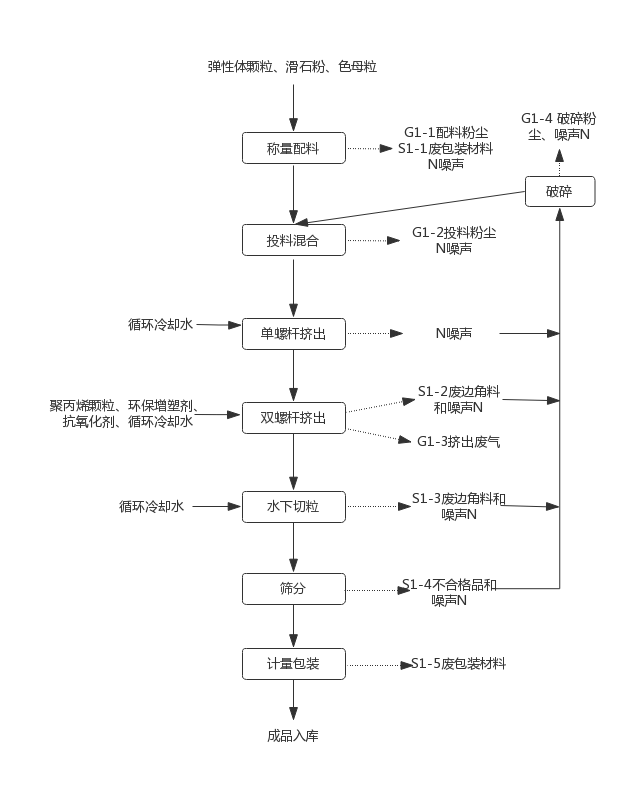 弹性体颗粒、滑石粉、色母粒
G1-4 破碎粉
尘、噪声N
称量配料
G1-1配料粉尘
S1-1废包装材料
N噪声
破碎
投料混合
G1-2投料粉尘
N噪声
循环冷却水
单螺杆挤出
N噪声
聚丙烯颗粒、环保增塑剂、
抗氧化剂、循环冷却水
双螺杆挤出
S1-2废边角料
和噪声N
G1-3挤出废气
循环冷却水
水下切粒
S1-3废边角料和
噪声N
筛分
S1-4不合格品和
噪声N
计量包装
S1-5废包装材料
成品入库